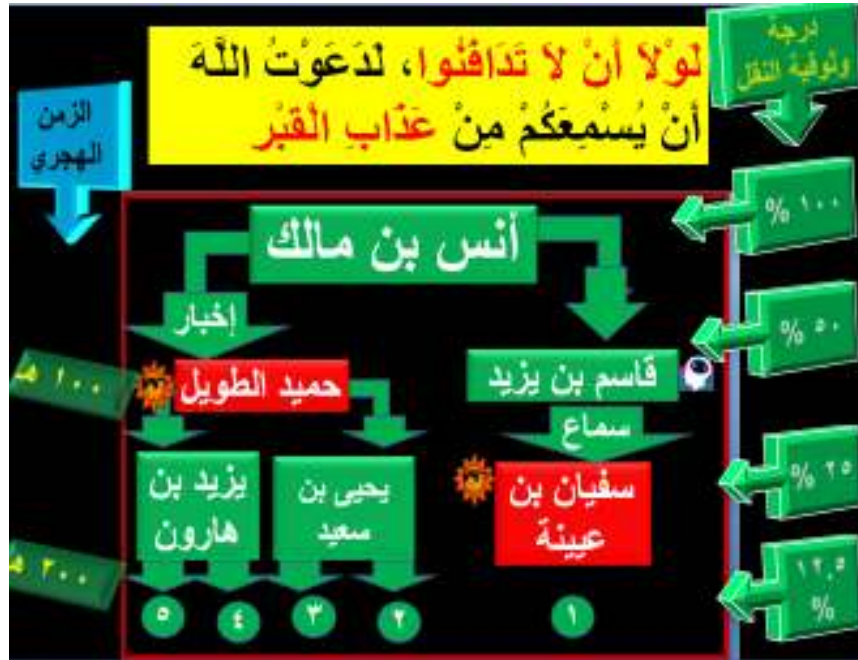 درجة
وثوقية النقل
لَوْلاَ أَنْ لاَ تَدَافَنُوا، لَدَعَوْتُ اللَّهَ
أَنْ يُسْمِعَكُمْ مِنْ عَذَابِ الْقَبْرِ
الزمن
الهجري
١٠٠ %
أنس بن مالك
إخبار
٥٠ %
قاسم بن يزيد
حميد الطويل
١٠٠ هـ
سماع
٢٥ %
سفيان بن
عيينة
يحيى بن
سعيد
يزيد بن
هارون
١٢,٥
%
٢٠٠ هـ
١
٢
٣
٤
٥